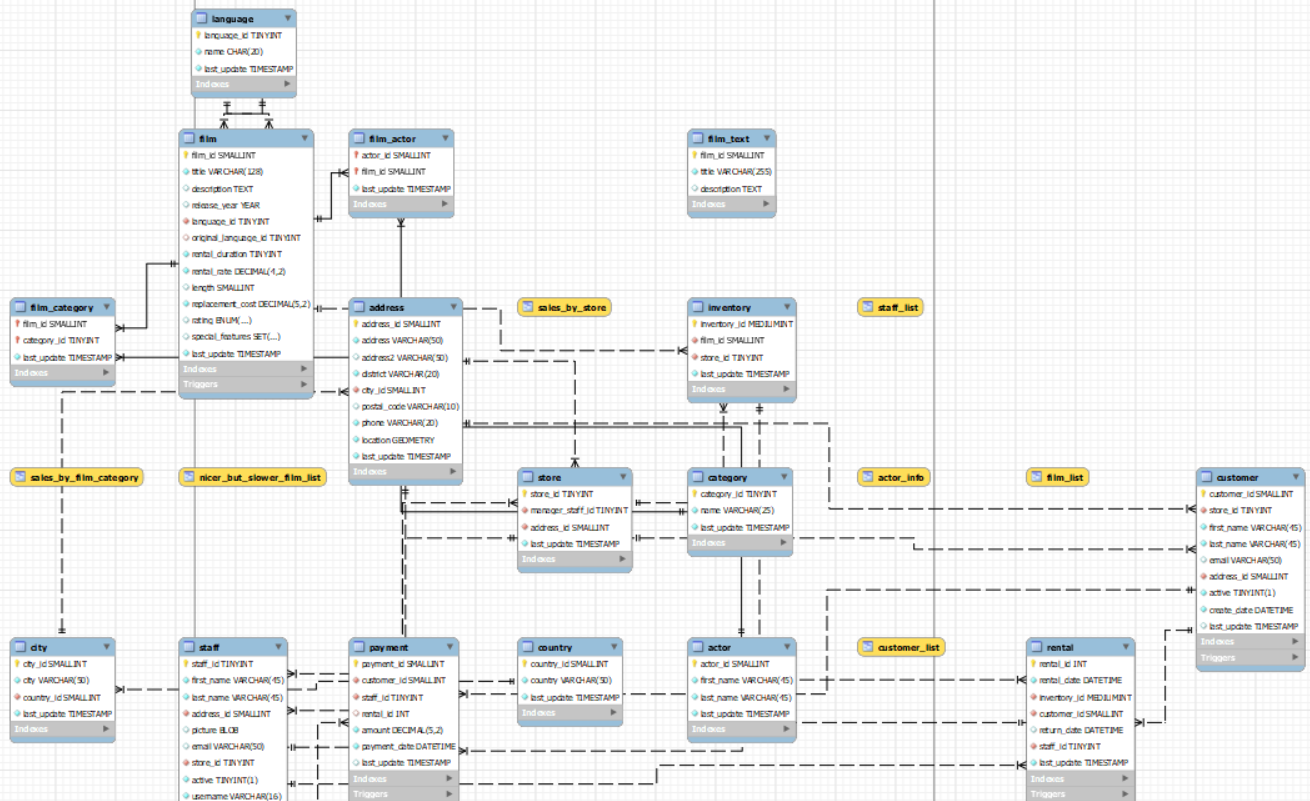 language
language_id TINYINT
name CHAR(20)
last_update TIMESTAMP
Indexes
film
film_id SMALLINT
title VARCHAR(128)
description TEXT
release_year YEAR
language_id TINYINT
original_language_id TINYINT
rental_duration TINYINT
rental_rate DECIMAL(4,2)
length SMALLINT
replacement_cost DECIMAL(5,2)
rating ENUM(...)
special_features SET(...)
last_update TIMESTAMP
Indexes
Triggers
film_actor
actor_id SMALLINT
film_id SMALLINT
last_update TIMESTAMP
Indexes
film_text
film_id SMALLINT
title VARCHAR(255)
description TEXT
Indexes
film_category
film_id SMALLINT
category_id TINYINT
last_update TIMESTAMP
Indexes
address
address_id SMALLINT
address VARCHAR(50)
address2 VARCHAR(50)
district VARCHAR(20)
city_id SMALLINT
postal_code VARCHAR(10)
phone VARCHAR(20)
location GEOMETRY
last_update TIMESTAMP
Indexes
sales_by_store
inventory
inventory_id MEDIUMINT
film_id SMALLINT
store_id TINYINT
last_update TIMESTAMP
Indexes
staff_list
sales_by_film_category
nicer_but_slower_film_list
store
store_id TINYINT
manager_staff_id TINYINT
address_id SMALLINT
last_update TIMESTAMP
Indexes
category
category_id TINYINT
name VARCHAR(25)
last_update TIMESTAMP
Indexes
actor_info
film_list
customer
customer_id SMALLINT
store_id TINYINT
first_name VARCHAR(45)
last_name VARCHAR(45)
email VARCHAR(50)
address_id SMALLINT
active TINYINT(1)
create_date DATETIME
last_update TIMESTAMP
Indexes
Triggers
city
city_id SMALLINT
city VARCHAR(50)
country_id SMALLINT
last_update TIMESTAMP
Indexes
staff
staff_id TINYINT
first_name VARCHAR(45)
last_name VARCHAR(45)
address_id SMALLINT
picture BLOB
email VARCHAR(50)
store_id TINYINT
active TINYINT(1)
username VARCHAR(16)
payment
payment_id SMALLINT
customer_id SMALLINT
staff_id TINYINT
rental_id INT
amount DECIMAL(5,2)
payment_date DATETIME
last_update TIMESTAMP
Indexes
Triggers
country
country_id SMALLINT
country VARCHAR(50)
last_update TIMESTAMP
Indexes
actor
actor_id SMALLINT
first_name VARCHAR(45)
last_name VARCHAR(45)
last_update TIMESTAMP
Indexes
customer_list
rental
rental_id INT
rental_date DATETIME
inventory_id MEDIUMINT
customer_id SMALLINT
return_date DATETIME
staff_id TINYINT
last_update TIMESTAMP
Indexes
Triggers